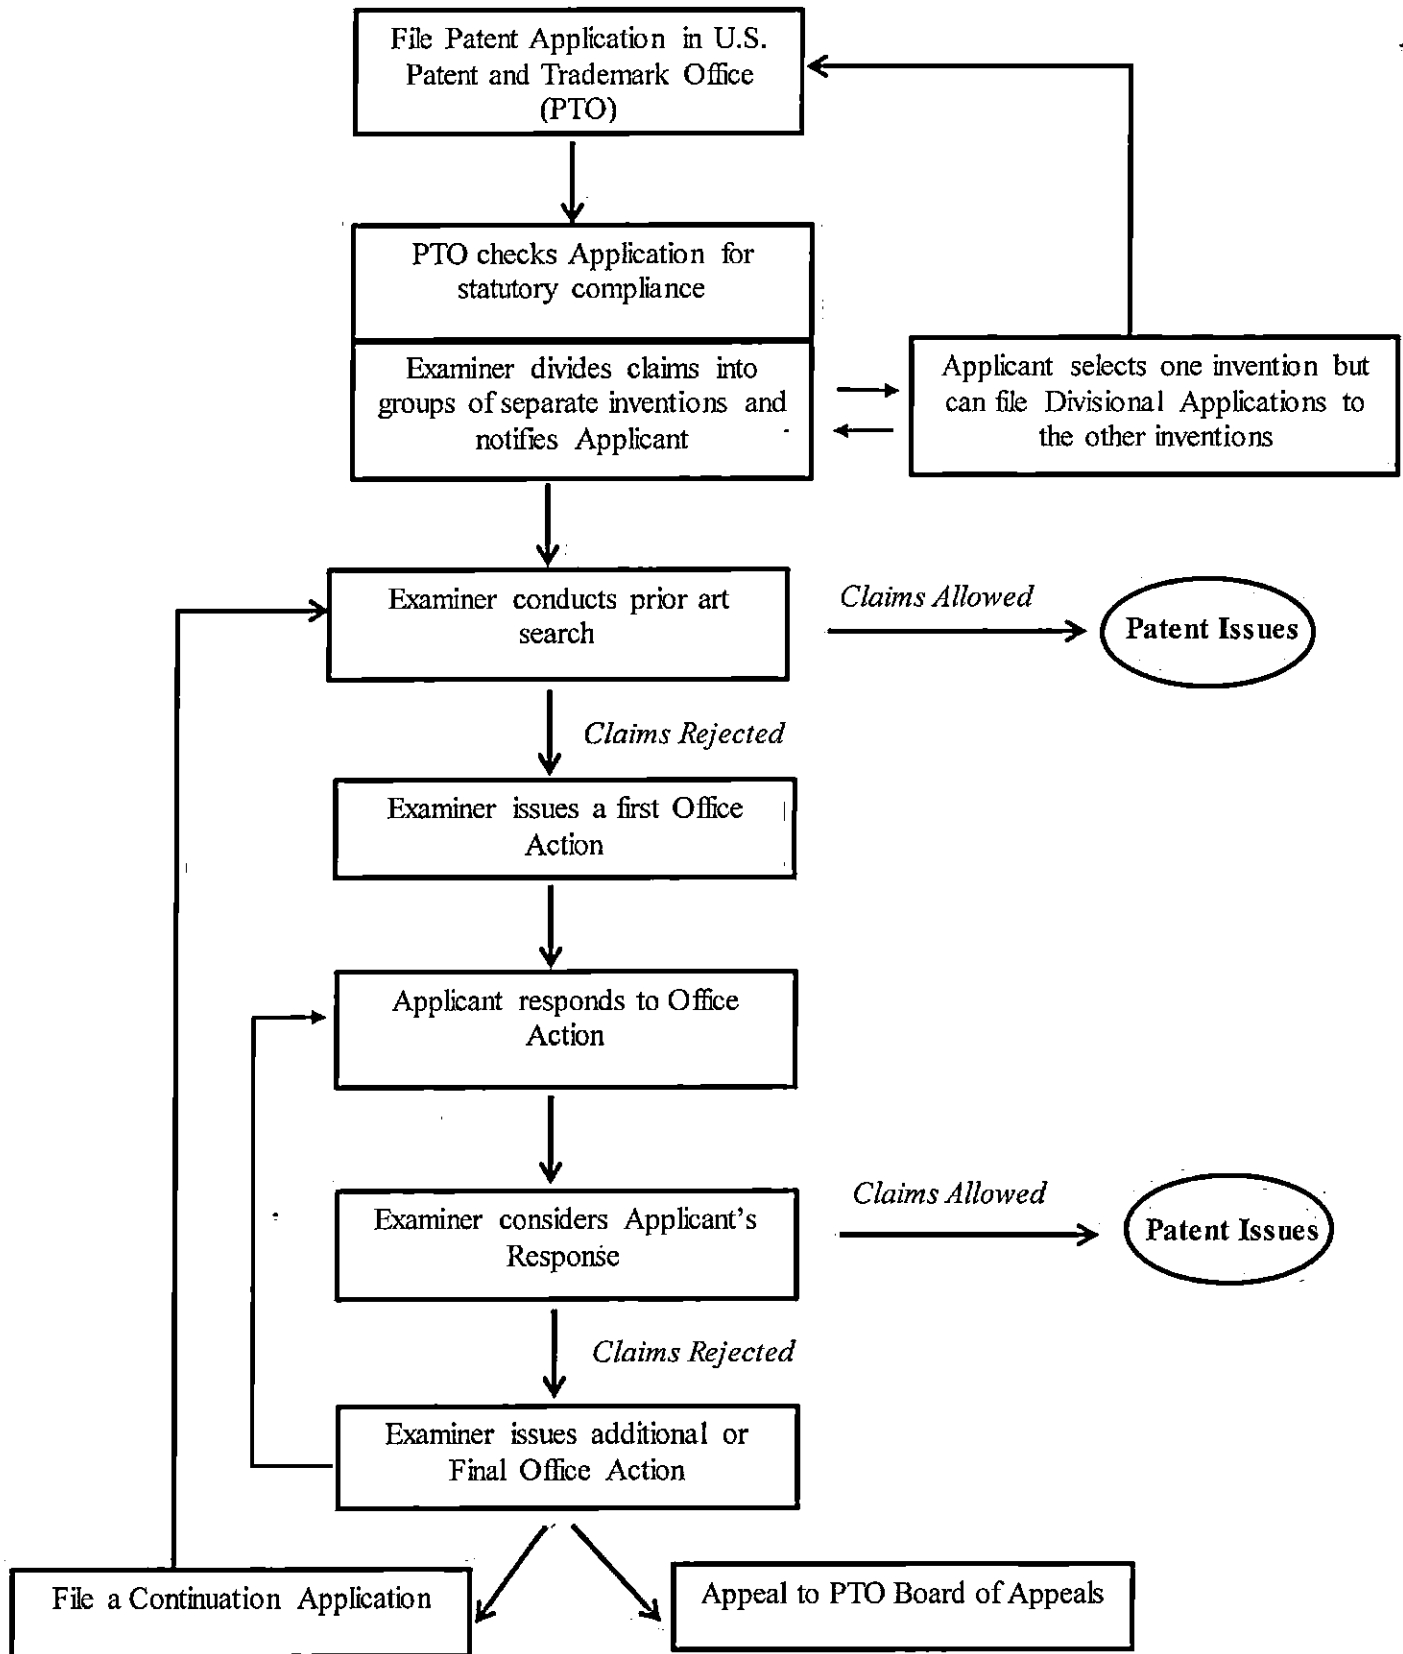 File Patent Application in U.S.
Patent and Trademark Office
(PTO)
PTO checks Application for
statutory compliance
Examiner divides claims into
groups of separate inventions and
notifies Applicant
Applicant selects one invention but
can file Divisional Applications to
the other inventions
Examiner conducts prior art
search
Claims Allowed
Patent Issues
Claims Rejected
Examiner issues a first Office
Action
Applicant responds to Office
Action
Examiner considers Applicant's
Response
Claims Allowed
Patent Issues
Claims Rejected
Examiner issues additional or
Final Office Action
File a Continuation Application
Appeal to PTO Board of Appeals